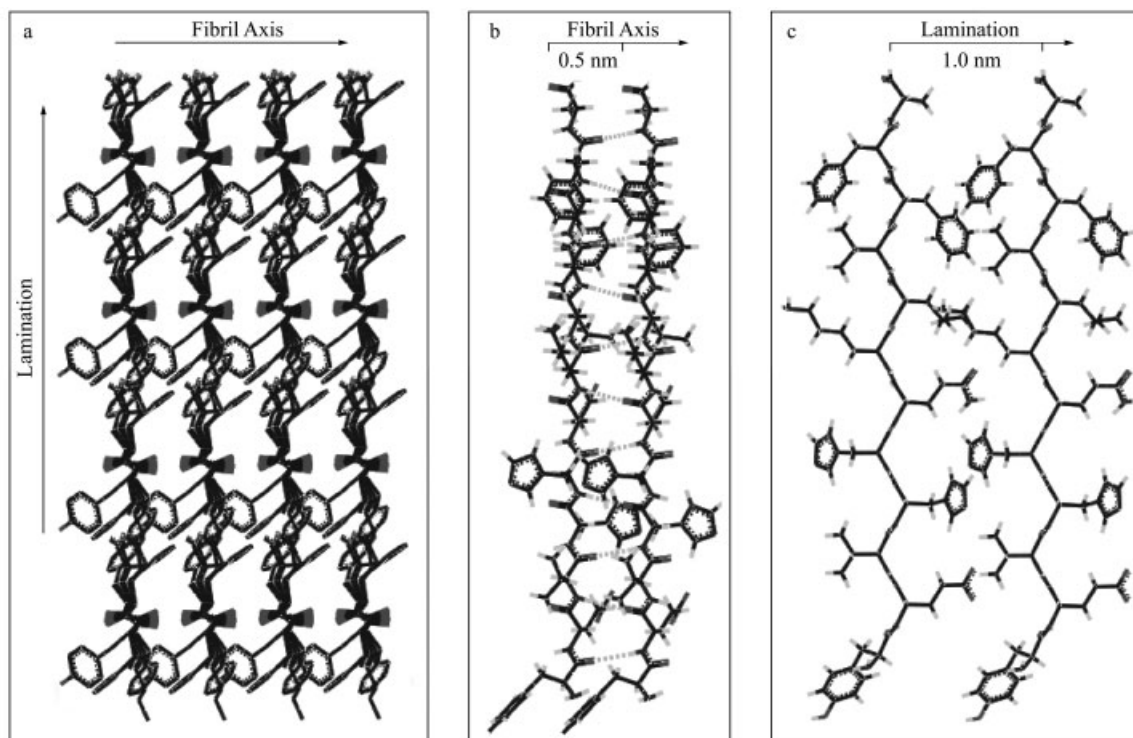 a
Fibril Axis
Lamination
b
Fibril Axis
0.5 nm
c
Lamination
1.0 nm